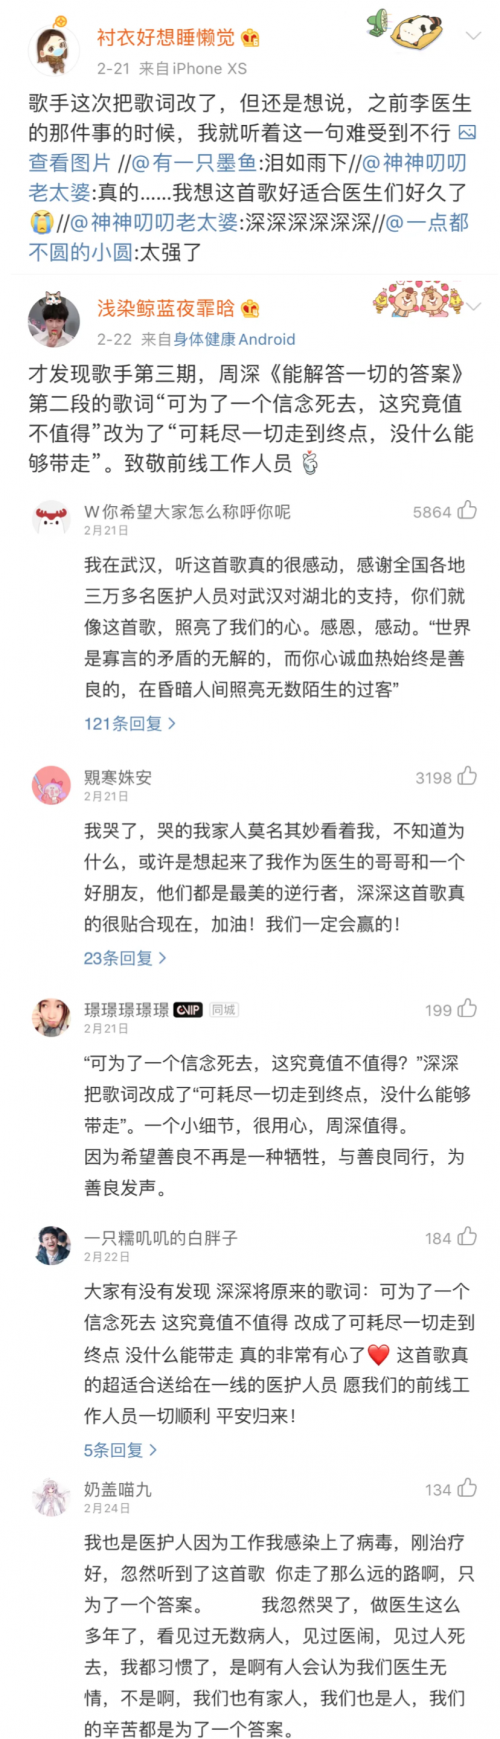 衬衣好想睡懒觉
2-21 来自iPhone XS
歌手这次把歌词改了，但还是想说，之前李医生
的那件事的时候，我就听着这一句难受到不行
查看图片 //@有一只墨鱼:泪如雨下//@神神叨叨
老太婆:真的......我想这首歌好适合医生们好久了
😭//@神神叨叨老太婆:深深深深深深//@一点都
不圆的小圆:太强了
浅染鲸蓝夜霏晗
2-22 来自身体健康Android
才发现歌手第三期，周深《能解答一切的答案》
第二段的歌词“可为了一个信念死去，这究竟值
不值得”改为了“可耗尽一切走到终点，没什么能
够带走”。致敬前线工作人员
W你希望大家怎么称呼你呢
5864
2月21日
我在武汉，听这首歌真的很感动，感谢全国各地
三万多名医护人员对武汉对湖北的支持，你们就
像这首歌，照亮了我们的心。感恩，感动。“世界
是寡言的矛盾的无解的，而你心诚血热始终是善
良的，在昏暗人间照亮无数陌生的过客”
121条回复 >
覞寒姝安
3198
2月21日
我哭了，哭的我家人莫名其妙看着我，不知道为
什么，或许是想起来了我作为医生的哥哥和一个
好朋友，他们都是最美的逆行者，深深这首歌真
的很贴合现在，加油！我们一定会赢的！
23条回复 >
璟璟璟璟璟 VIP 同城
199
2月21日
“可为了一个信念死去，这究竟值不值得？”深深
把歌词改成了“可耗尽一切走到终点，没什么能够
带走”。一个小细节，很用心，周深值得。
因为希望善良不再是一种牺牲，与善良同行，为
善良发声。
一只糯叽叽的白胖子
184
2月22日
大家有没有发现 深深将原来的歌词：可为了一个
信念死去 这究竟值不值得 改成了可耗尽一切走到
终点 没什么能带走 真的非常有心了❤️ 这首歌真
的超适合送给在一线的医护人员 愿我们的前线工
作人员一切顺利 平安归来！
5条回复 >
奶盖喵九
134
2月24日
我也是医护人因为工作我感染上了病毒，刚治疗
好，忽然听到了这首歌 你走了那么远的路啊，只
为了一个答案。 我忽然哭了，做医生这么
多年了，看见过无数病人，见过医闹，见过人死
去，我都习惯了，是啊有人会认为我们医生无
情，不是啊，我们也有家人，我们也是人，我们
的辛苦都是为了一个答案。